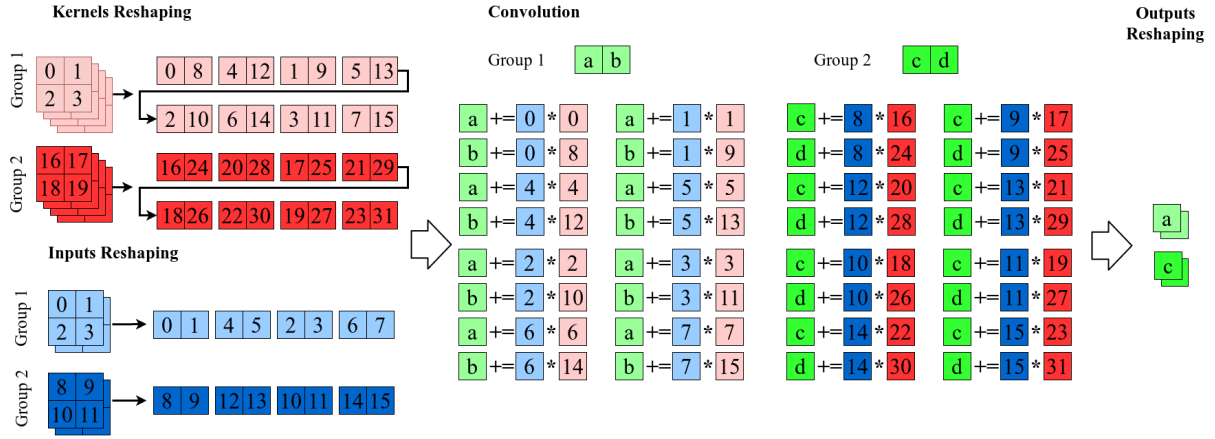 Kernels Reshaping
Group 1
0 1
2 3
0 8 4 12 1 9 5 13
2 10 6 14 3 11 7 15
Group 2
16 17
18 19
16 24 20 28 17 25 21 29
18 26 22 30 19 27 23 31
Inputs Reshaping
Group 1
0 1
2 3
0 1 4 5 2 3 6 7
Group 2
8 9
10 11
8 9 12 13 10 11 14 15
Convolution
Group 1 a b
a += 0 * 0 a += 1 * 1
b += 0 * 8 b += 1 * 9
a += 4 * 4 a += 5 * 5
b += 4 * 12 b += 5 * 13
a += 2 * 2 a += 3 * 3
b += 2 * 10 b += 3 * 11
a += 6 * 6 a += 7 * 7
b += 6 * 14 b += 7 * 15
Group 2 c d
c += 8 * 16 c += 9 * 17
d += 8 * 24 d += 9 * 25
c += 12 * 20 c += 13 * 21
d += 12 * 28 d += 13 * 29
c += 10 * 18 c += 11 * 19
d += 10 * 26 d += 11 * 27
c += 14 * 22 c += 15 * 23
d += 14 * 30 d += 15 * 31
Outputs
Reshaping
a
c